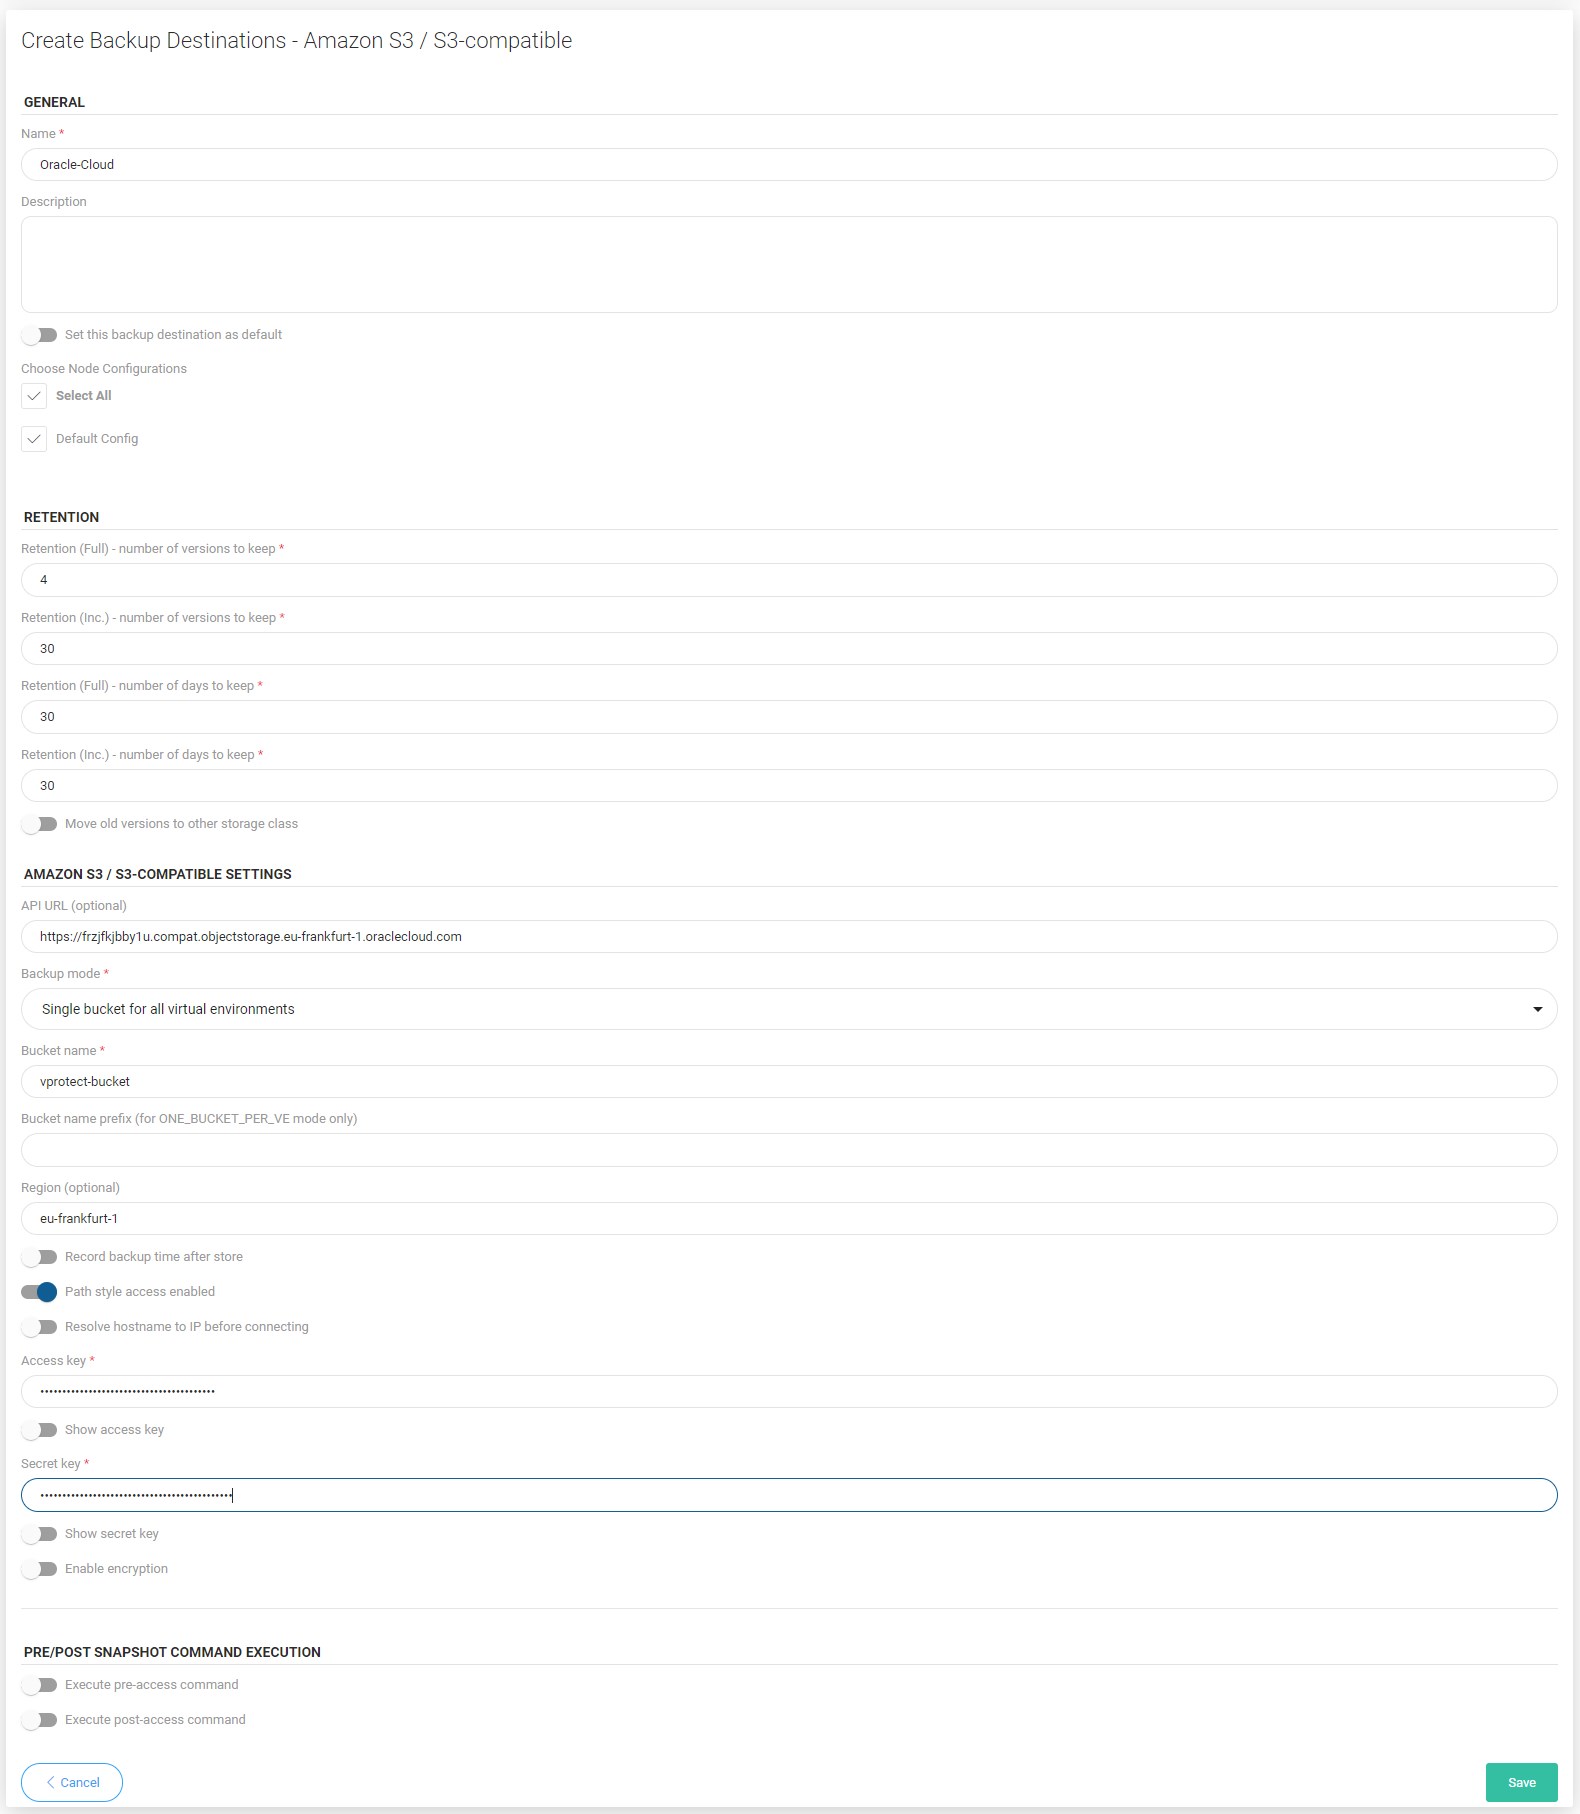 Create Backup Destinations - Amazon S3 / S3-compatible
GENERAL
Name *
Oracle-Cloud
Description
Set this backup destination as default
Choose Node Configurations
Select All
Default Config
RETENTION
Retention (Full) - number of versions to keep *
4
Retention (Inc.) - number of versions to keep *
30
Retention (Full) - number of days to keep *
30
Retention (Inc.) - number of days to keep *
30
Move old versions to other storage class
AMAZON S3 / S3-COMPATIBLE SETTINGS
API URL (optional)
https://frzjfkjbby1u.compat.objectstorage.eu-frankfurt-1.oraclecloud.com
Backup mode *
Single bucket for all virtual environments
Bucket name *
vprotect-bucket
Bucket name prefix (for ONE_BUCKET_PER_VE mode only)
Region (optional)
eu-frankfurt-1
Record backup time after store
Path style access enabled
Resolve hostname to IP before connecting
Access key *
Show access key
Secret key *
Show secret key
Enable encryption
PRE/POST SNAPSHOT COMMAND EXECUTION
Execute pre-access command
Execute post-access command
Cancel
Save